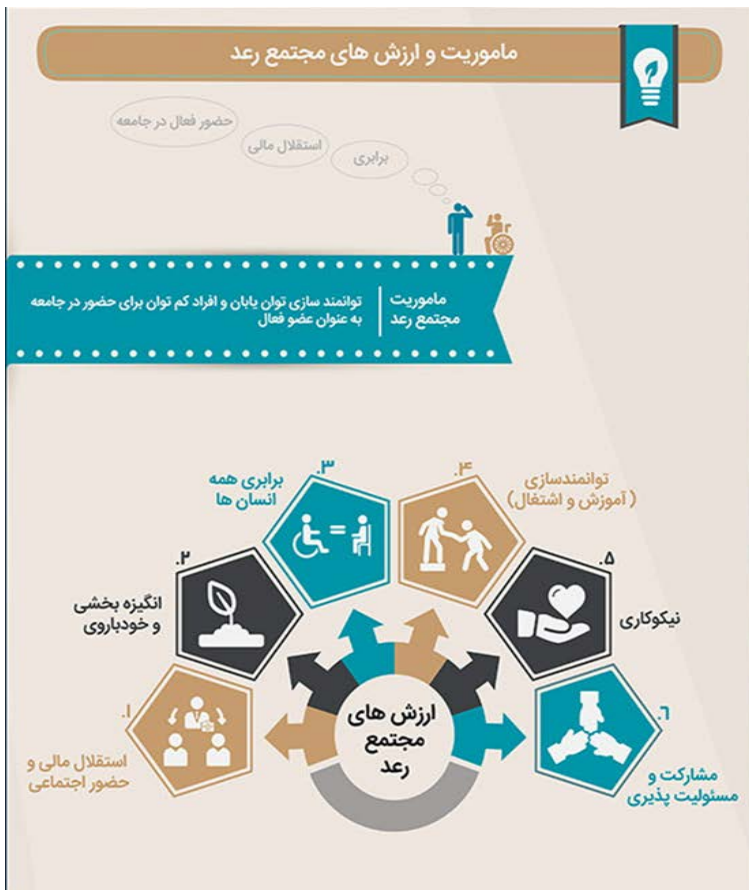 ماموریت و ارزش های مجتمع رعد
حضور فعال در جامعه
استقلال مالی
برابری
ماموریت
مجتمع رعد
توانمند سازی توان یابان و افراد کم توان برای حضور در جامعه
به عنوان عضو فعال
ارزش های
مجتمع
رعد
۱.
استقلال مالی و
حضور اجتماعی
۲.
انگیزه بخشی
و خودباروی
۳.
برابری همه
انسان ها
۴.
توانمندسازی
(آموزش و اشتغال)
۵.
نیکوکاری
۶.
مشارکت و
مسئولیت پذیری